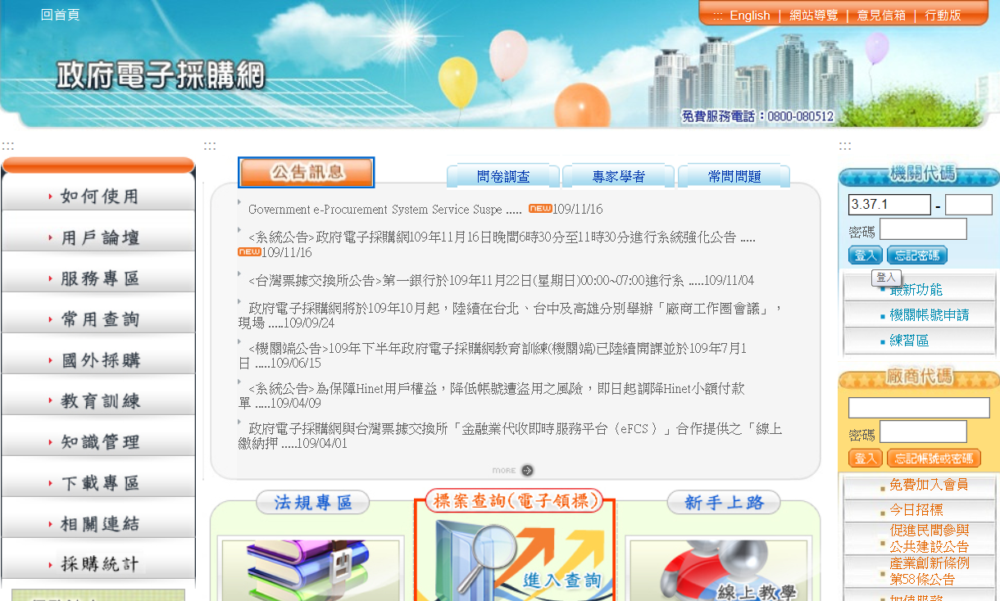 回首頁
::: English | 網站導覽 | 意見信箱 | 行動版
政府電子採購網
免費服務電話：0800-080512
:::
如何使用
用戶論壇
服務專區
常用查詢
國外採購
教育訓練
知識管理
下載專區
相關連結
採購統計
:::
公告訊息
問卷調查
專家學者
常問問題
Government e-Procurement System Service Suspe ..... NEW109/11/16
<系統公告>政府電子採購網109年11月16日晚間6時30分至11時30分進行系統強化公告 .....
NEW109/11/16
<台灣票據交換所公告>第一銀行於109年11月22日(星期日)00:00~07:00進行系 .....109/11/04
政府電子採購網將於109年10月起，陸續在台北、台中及高雄分別舉辦「廠商工作圈會議」，
現場 .....109/09/24
<機關端公告>109年下半年政府電子採購網教育訓練(機關端)已陸續開課並於109年7月1
日 .....109/06/15
<系統公告>為保障Hinet用戶權益，降低帳號遭盜用之風險，即日起調降Hinet小額付款
單 .....109/04/09
政府電子採購網與台灣票據交換所「金融業代收即時服務平台（eFCS）」合作提供之「線上
繳納押 .....109/04/01
MORE
法規專區
標案查詢(電子領標)
進入查詢
新手上路
線上教學
:::
機關代碼
3.37.1 -
密碼
登入 忘記密碼
登入
最新功能
機關帳號申請
練習區
廠商代碼
密碼
登入 忘記帳號或密碼
免費加入會員
今日招標
促進民間參與
公共建設公告
產業創新條例
第58條公告
加值服務